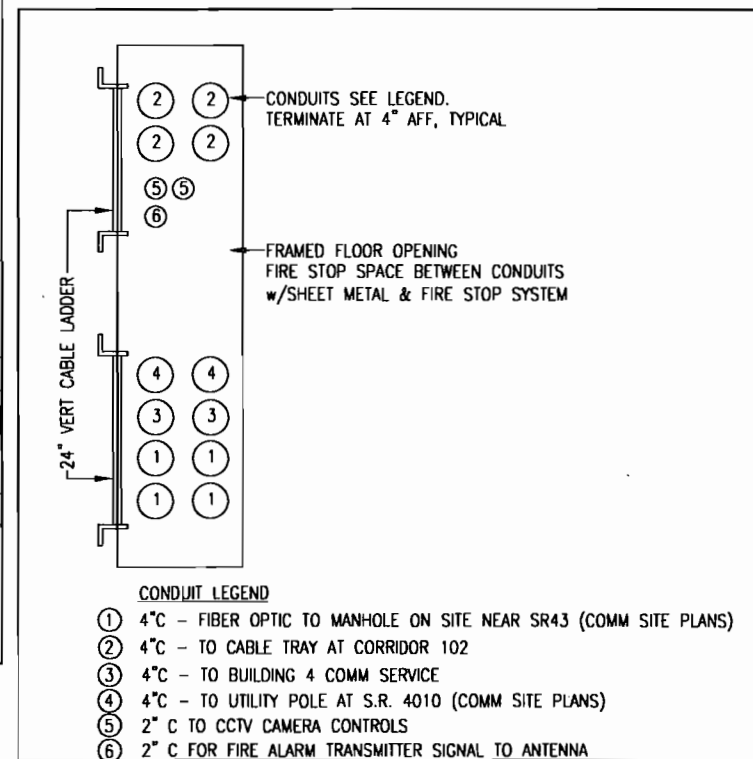 2 2
CONDUITS SEE LEGEND.
TERMINATE AT 4" AFF, TYPICAL
2 2
5 5
6
FRAMED FLOOR OPENING
FIRE STOP SPACE BETWEEN CONDUITS
w/SHEET METAL & FIRE STOP SYSTEM
24" VERT CABLE LADDER
4 4
3 3
1 1
1 1
CONDUIT LEGEND
1 4"C - FIBER OPTIC TO MANHOLE ON SITE NEAR SR43 (COMM SITE PLANS)
2 4"C - TO CABLE TRAY AT CORRIDOR 102
3 4"C - TO BUILDING 4 COMM SERVICE
4 4"C - TO UTILITY POLE AT S.R. 4010 (COMM SITE PLANS)
5 2" C TO CCTV CAMERA CONTROLS
6 2" C FOR FIRE ALARM TRANSMITTER SIGNAL TO ANTENNA